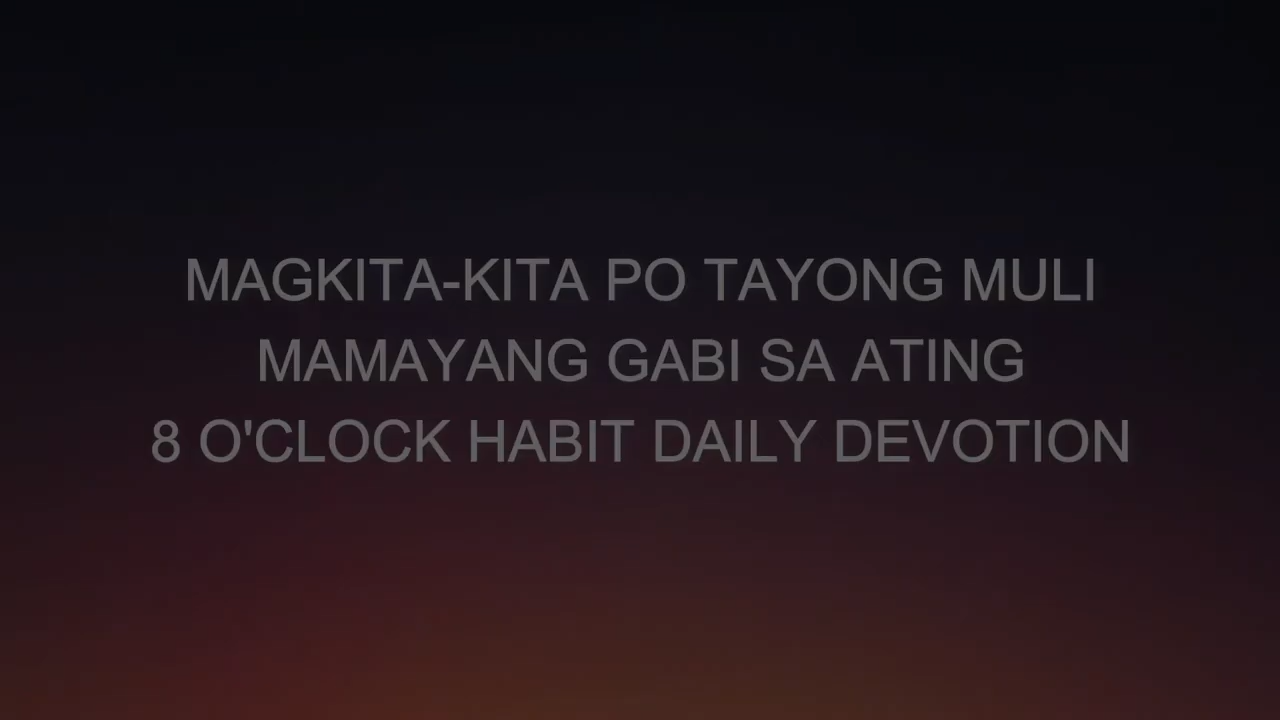 MAGKITA-KITA PO TAYONG MULI
MAMAYANG GABI SA ATING
8 O'CLOCK HABIT DAILY DEVOTION